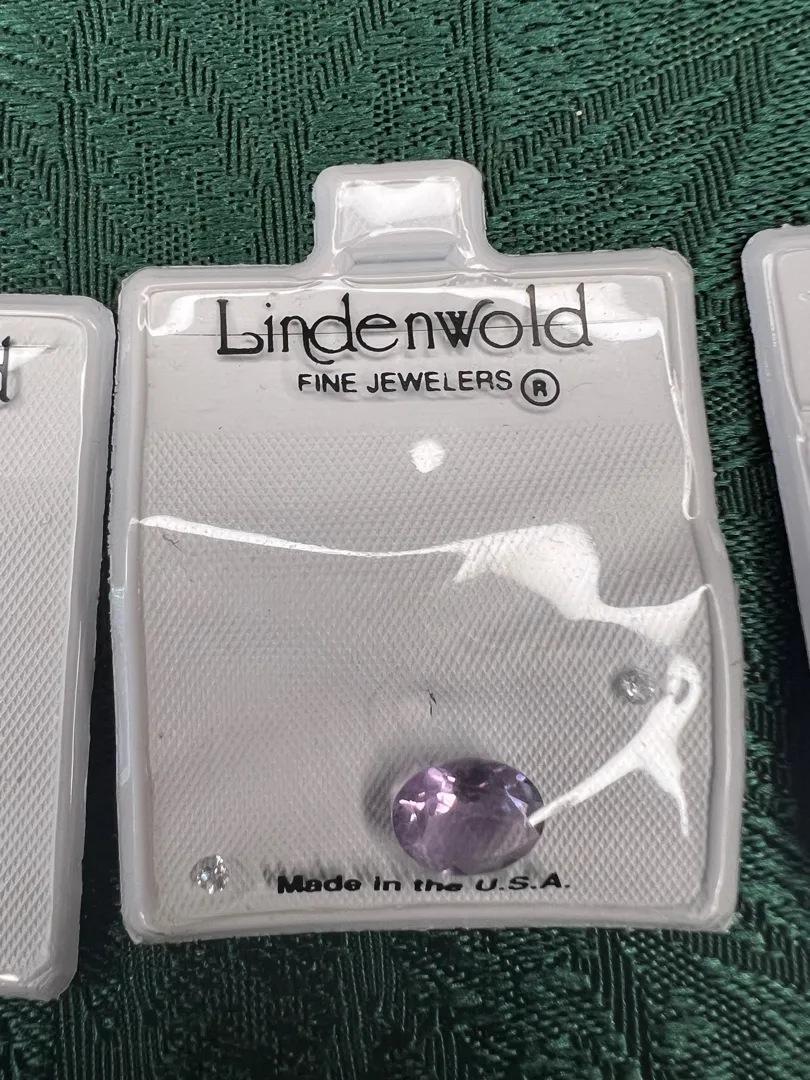 Lindenwold
FINE JEWELERS ®
Made in the U.S.A.
d